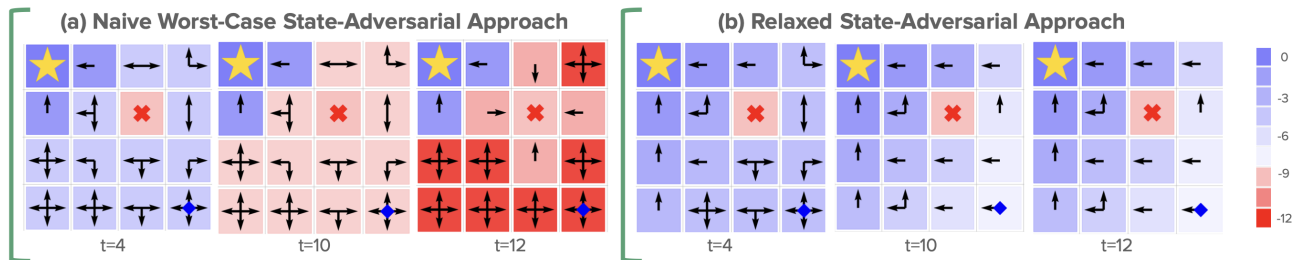 (a) Naive Worst-Case State-Adversarial Approach
t=4
t=10
t=12
(b) Relaxed State-Adversarial Approach
t=4
t=10
t=12
0
-3
-6
-9
-12